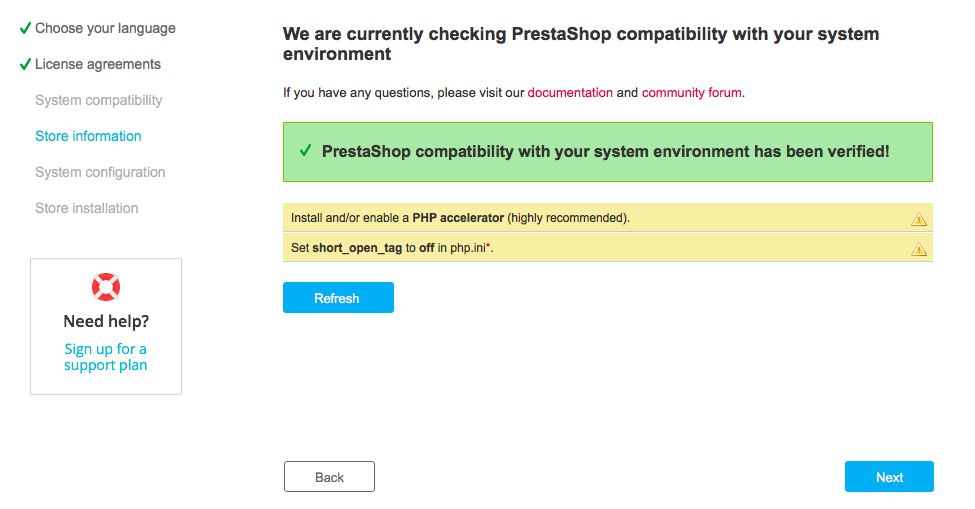 Choose your language
License agreements
System compatibility
Store information
System configuration
Store installation
Need help?
Sign up for a
support plan
We are currently checking PrestaShop compatibility with your system
environment
If you have any questions, please visit our documentation and community forum.
PrestaShop compatibility with your system environment has been verified!
Install and/or enable a PHP accelerator (highly recommended).
Set short_open_tag to off in php.ini*.
Refresh
Back
Next